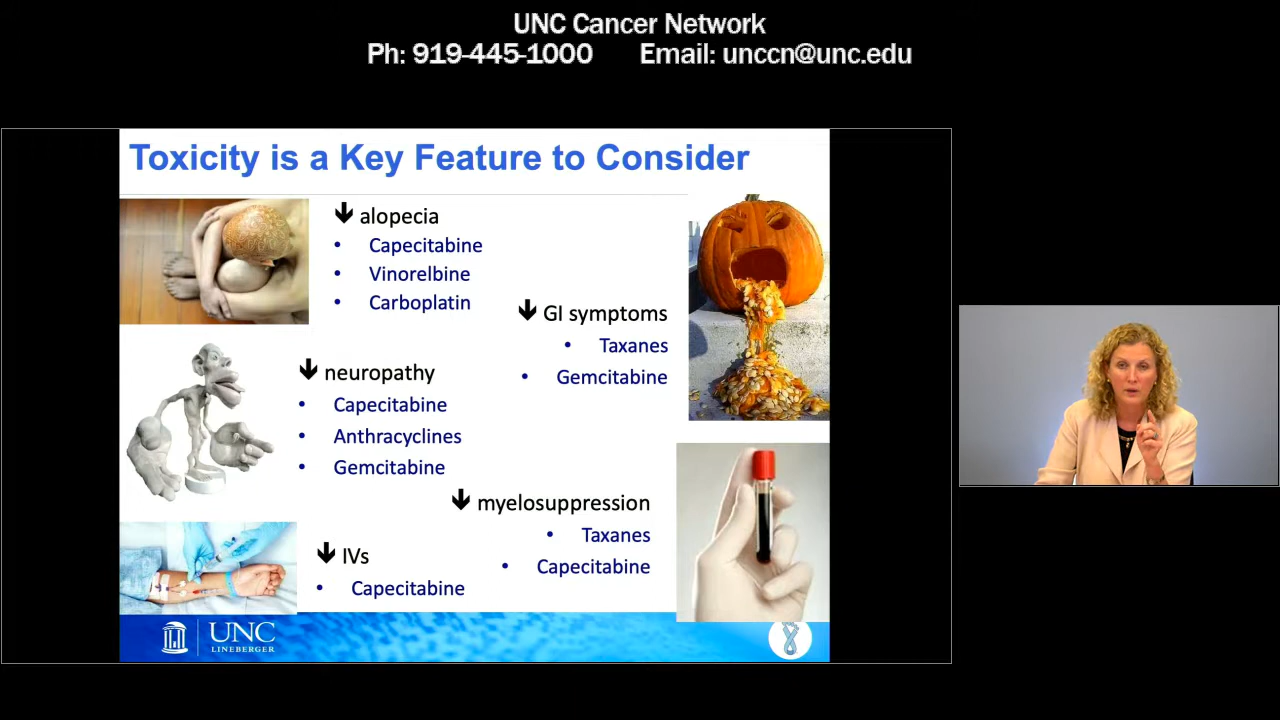 UNC Cancer Network
Ph: 919-445-1000 Email: unccn@unc.edu
Toxicity is a Key Feature to Consider
🡻 alopecia
• Capecitabine
• Vinorelbine
• Carboplatin
🡻 GI symptoms
• Taxanes
• Gemcitabine
🡻 neuropathy
• Capecitabine
• Anthracyclines
• Gemcitabine
🡻 myelosuppression
• Taxanes
• Capecitabine
🡻 IVs
• Capecitabine
UNC
LINEBERGER